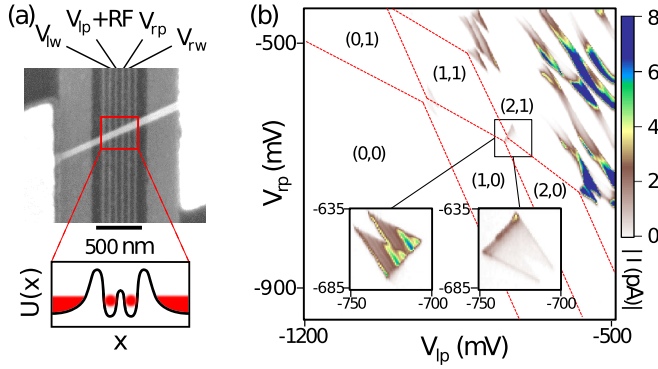 (a)
V_lp+RF
V_lw
V_rp
V_rw
500 nm
U(x)
x
(b)
V_rp (mV)
-500
-900
(0,1)
(1,1)
(2,1)
(0,0)
(1,0)
(2,0)
-635
-685
-750
-700
-635
-685
-750
-700
-1200
-500
V_lp (mV)
8
6
4
2
0
|I (pA)|